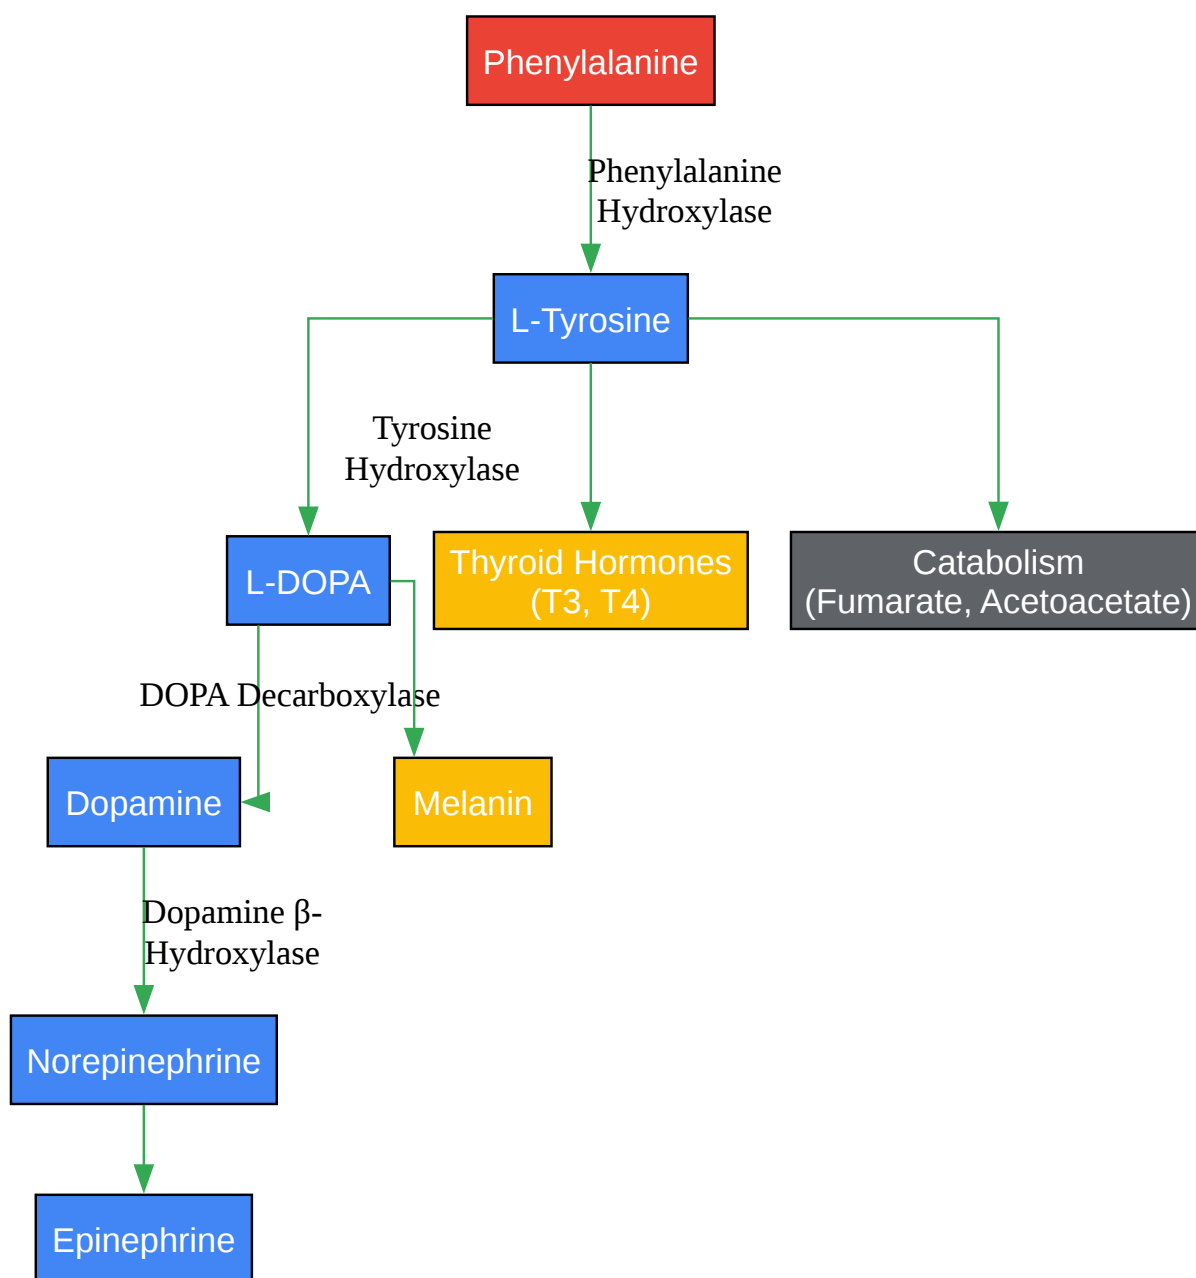 Phenylalanine
Phenylalanine
Hydroxylase
L-Tyrosine
Tyrosine
Hydroxylase
L-DOPA
Thyroid Hormones
(T3, T4)
Catabolism
(Fumarate, Acetoacetate)
DOPA Decarboxylase
Dopamine
Melanin
Dopamine β-
Hydroxylase
Norepinephrine
Epinephrine